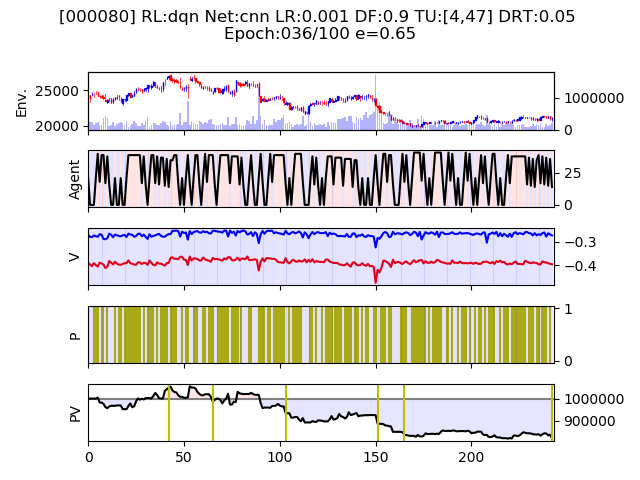 [000080] RL:dqn Net:cnn LR:0.001 DF:0.9 TU:[4,47] DRT:0.05
Epoch:036/100 e=0.65
Env.
25000
20000
1000000
0
Agent
25
0
V
−0.3
−0.4
P
1
0
PV
1000000
900000
0 50 100 150 200